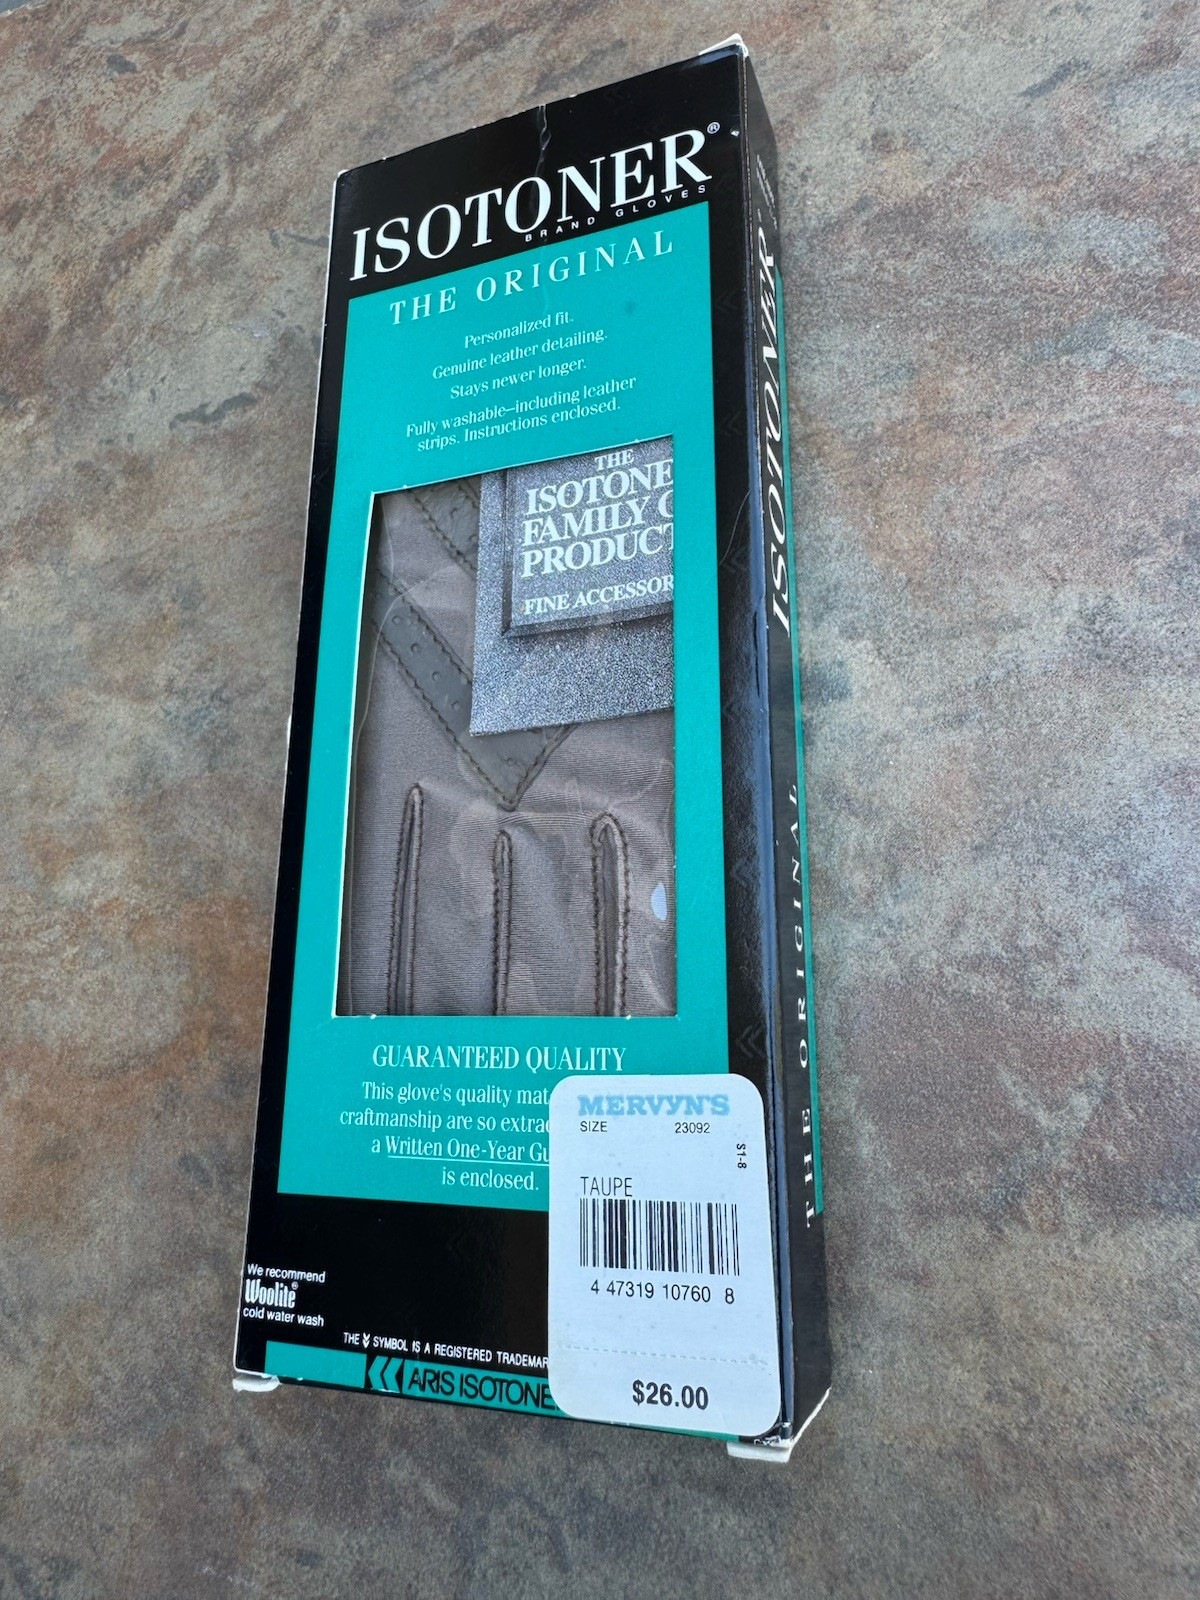 ISOTONER®
BRAND GLOVES
THE ORIGINAL
Personalized fit.
Genuine leather detailing.
Stays newer longer.
Fully washable—including leather
strips. Instructions enclosed.
THE
ISOTONE
FAMILY
PRODUCT
FINE ACCESSOR
GUARANTEED QUALITY
This glove's quality mat
craftmanship are so extrac
a Written One-Year Gu
is enclosed.
We recommend
Woolite®
cold water wash
THE SYMBOL IS A REGISTERED TRADEMAR
ARIS ISOTONE
MERVYN'S
SIZE 23092
S1-8
TAUPE
4 47319 10760 8
$26.00
ISOTONER®
THE ORIGINAL